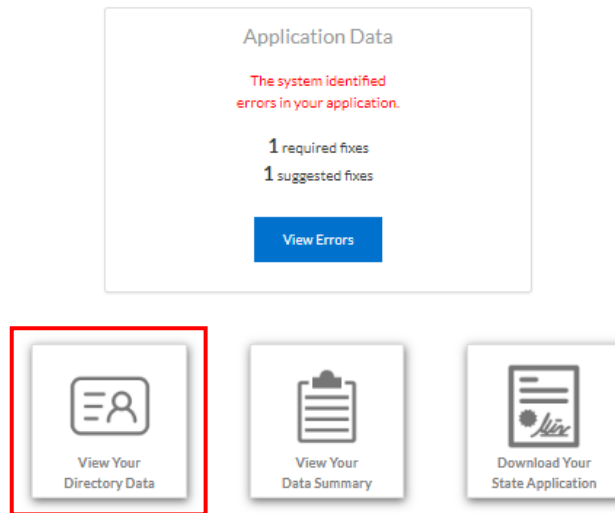 Application Data
The system identified
errors in your application.
1 required fixes
1 suggested fixes
View Errors
View Your
Directory Data
View Your
Data Summary
Download Your
State Application